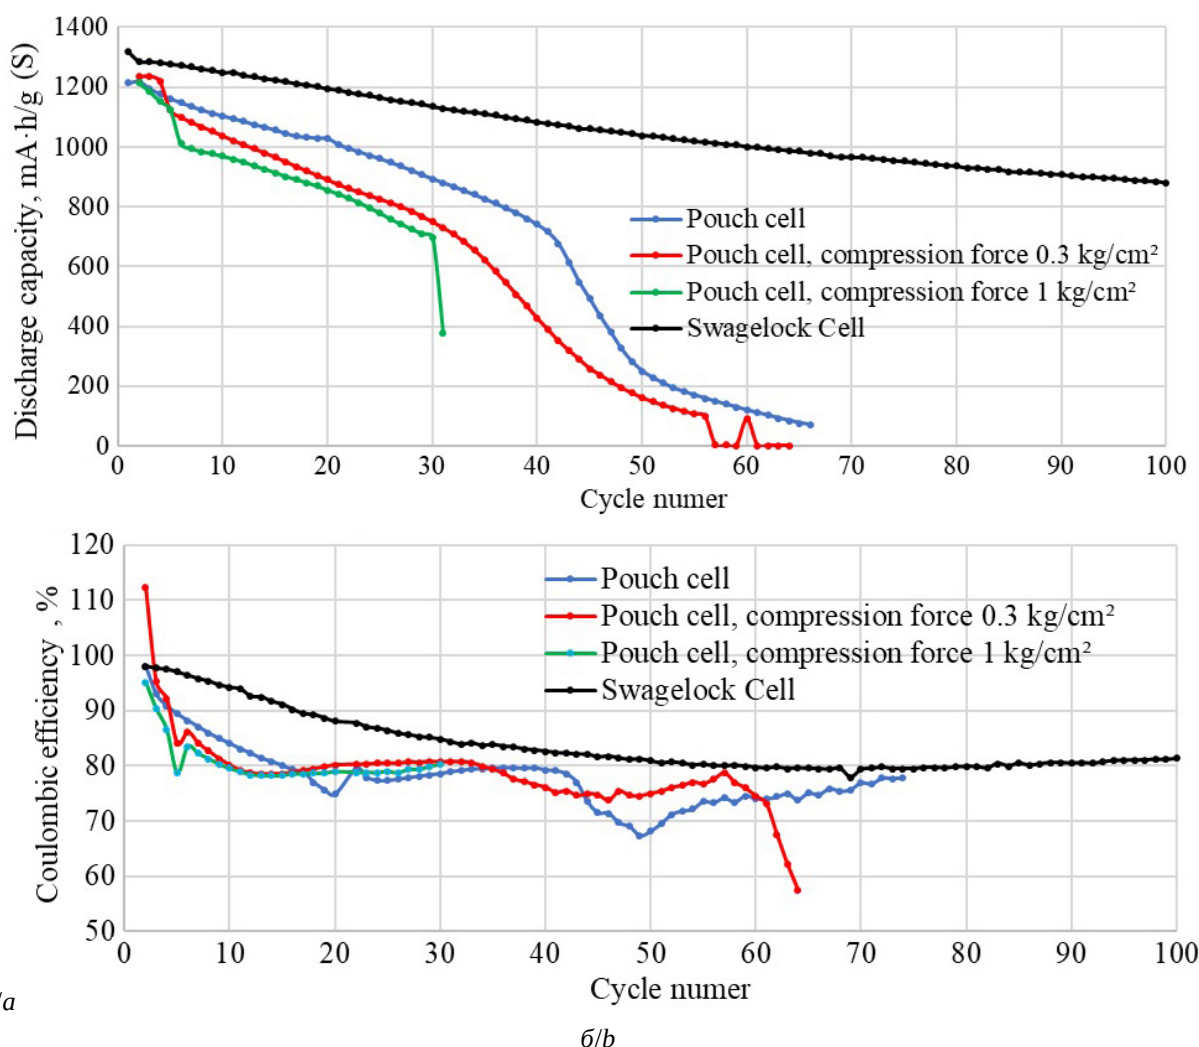 Discharge capacity, mA·h/g (S)
1400
1200
1000
800
600
400
200
0
Pouch cell
Pouch cell, compression force 0.3 kg/cm²
Pouch cell, compression force 1 kg/cm²
Swagelock Cell
0 10 20 30 40 50 60 70 80 90 100
Cycle numer
Coulombic efficiency , %
120
110
100
90
80
70
60
50
Pouch cell
Pouch cell, compression force 0.3 kg/cm²
Pouch cell, compression force 1 kg/cm²
Swagelock Cell
0 10 20 30 40 50 60 70 80 90 100
Cycle numer
/a
б/b